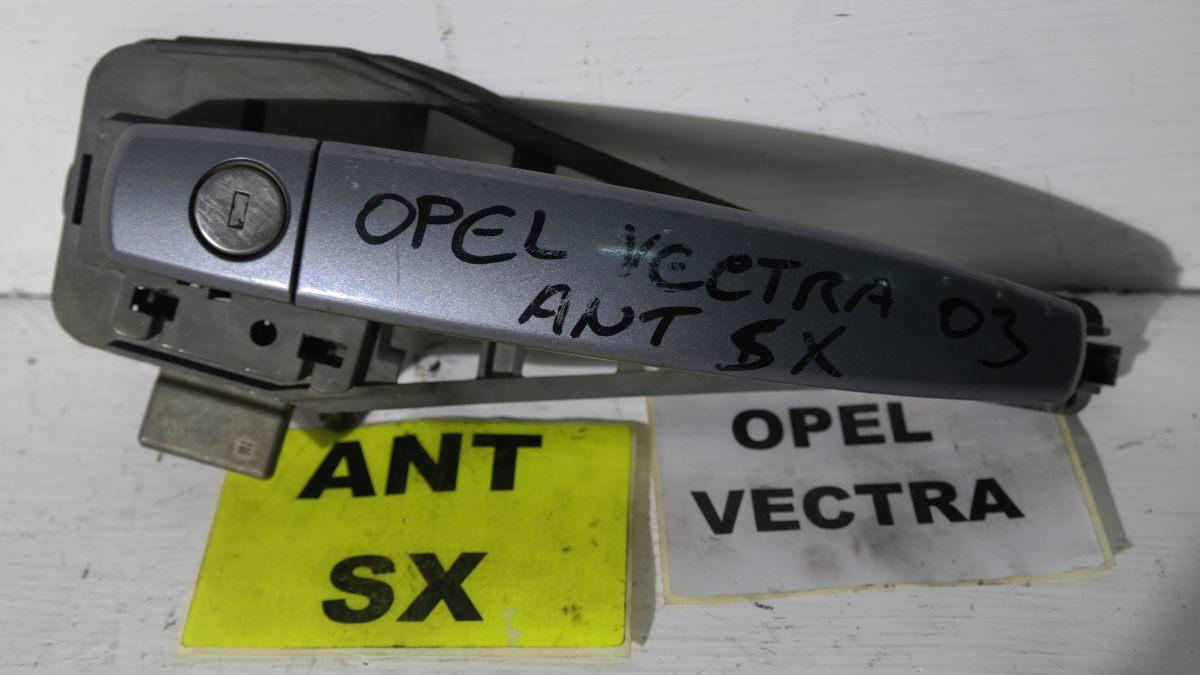 OPEL VECTRA 03
ANT SX
ANT
SX
OPEL
VECTRA